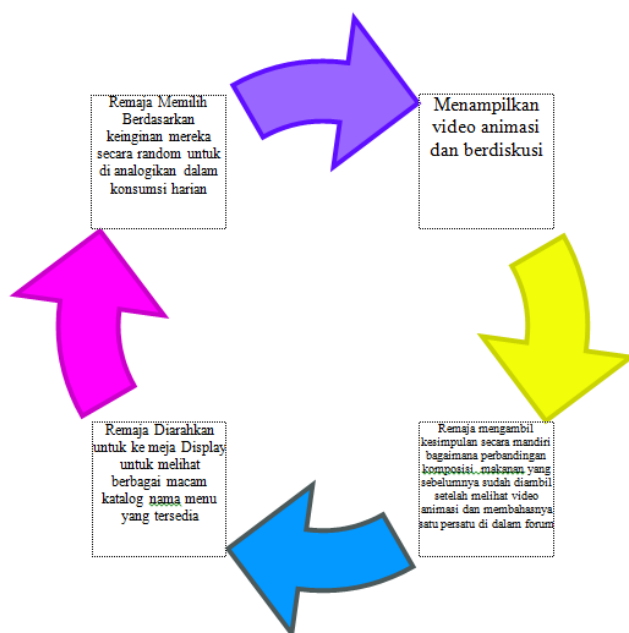 Remaja Memilih
Berdasarkan
keinginan mereka
secara random untuk
di analogikan dalam
konsumsi harian
Menampilkan
video animasi
dan berdiskusi
Remaja Diarahkan
untuk ke meja Display
untuk melihat
berbagai macam
katalog nama menu
yang tersedia
Remaja mengambil
kesimpulan secara mandiri
bagaimana perbandingan
komposisi makanan yang
sebelumnya sudah diambil
setelah melihat video
animasi dan membahasnya
satu persatu di dalam forum